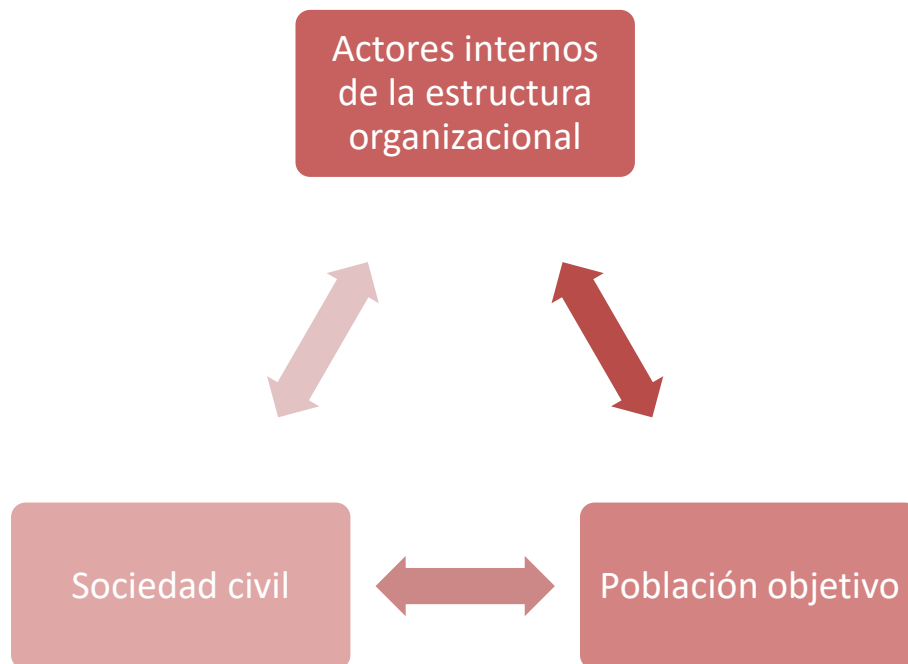 Actores internos
de la estructura
organizacional
Sociedad civil
Población objetivo